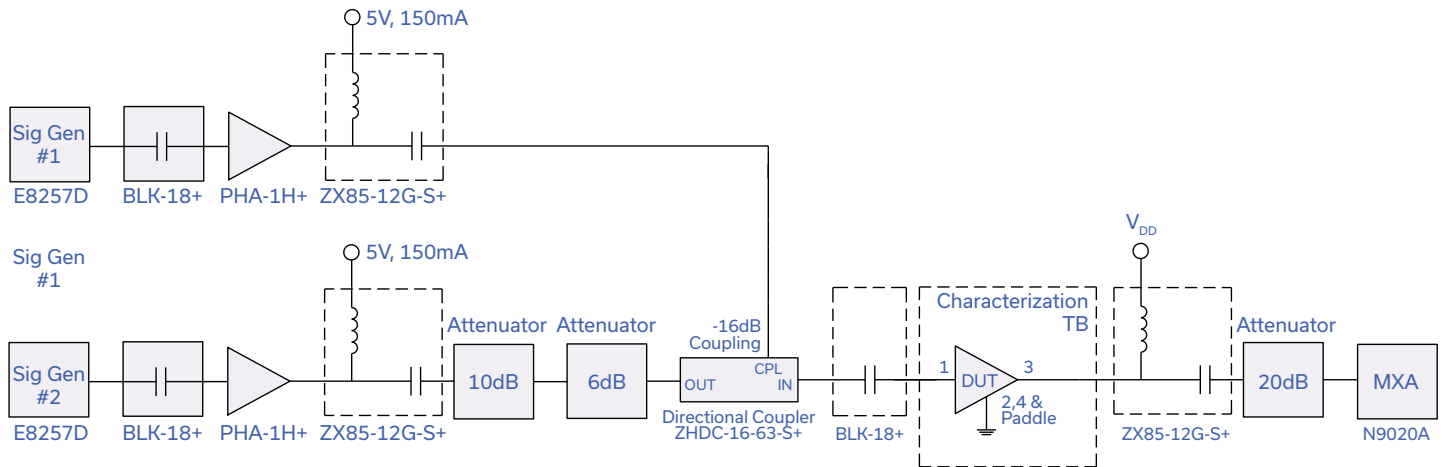 5V, 150mA
Sig Gen
#1
E8257D
BLK-18+
PHA-1H+
ZX85-12G-S+
Sig Gen
#1
5V, 150mA
Sig Gen
#2
E8257D
BLK-18+
PHA-1H+
ZX85-12G-S+
Attenuator
10dB
Attenuator
6dB
-16dB
Coupling
CPL
OUT
IN
Directional Coupler
ZHDC-16-63-S+
BLK-18+
Characterization
TB
1
DUT
3
2,4 &
Paddle
VDD
ZX85-12G-S+
Attenuator
20dB
MXA
N9020A